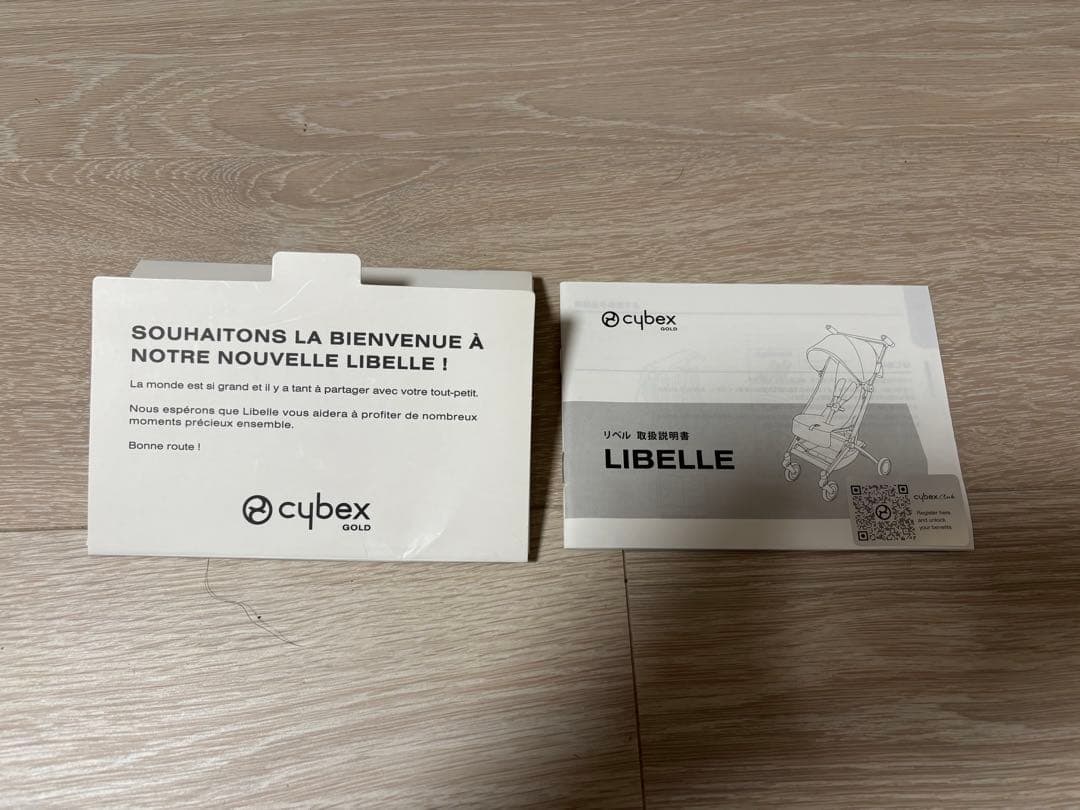 SOUHAITONS LA BIENVENUE À
NOTRE NOUVELLE LIBELLE !
La monde est si grand et il y a tant à partager avec votre tout-petit.
Nous espérons que Libelle vous aidera à profiter de nombreux
moments précieux ensemble.
Bonne route !
cybex
GOLD
cybex
GOLD
リベル 取扱説明書
LIBELLE
cybex Club
Register here
and unlock
your benefits